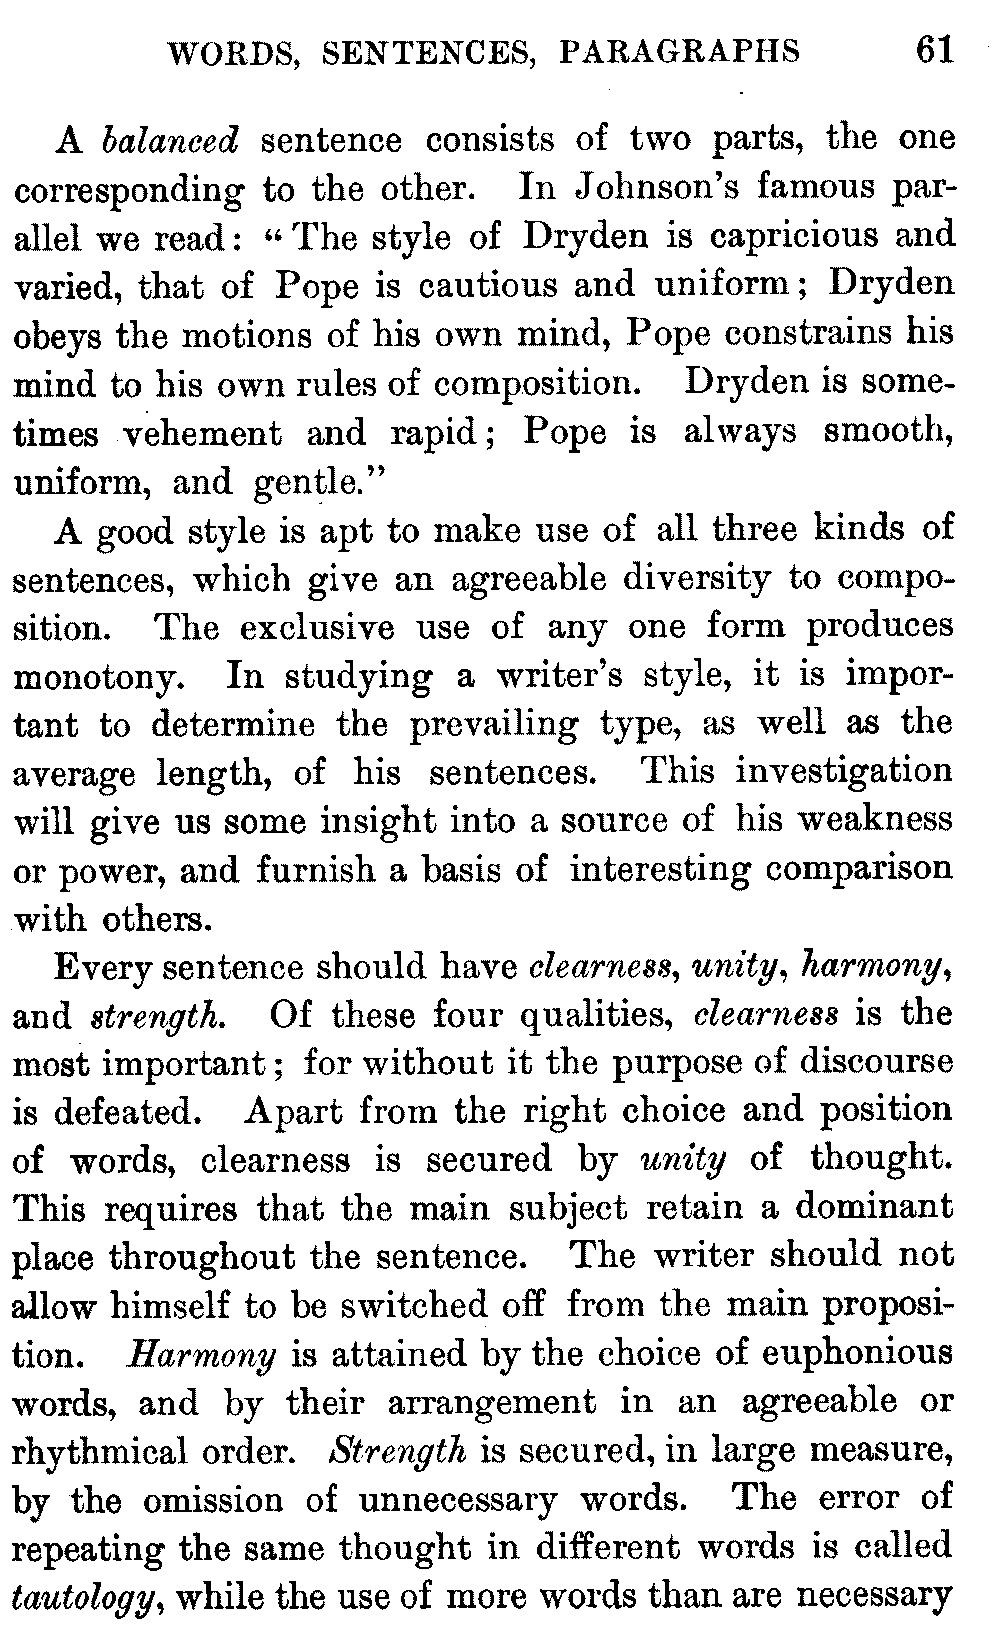 WORDS, SENTENCES, PARAGRAPHS 61
A balanced sentence consists of two parts, the one
corresponding to the other. In Johnson's famous par-
allel we read: "The style of Dryden is capricious and
varied, that of Pope is cautious and uniform; Dryden
obeys the motions of his own mind, Pope constrains his
mind to his own rules of composition. Dryden is some-
times vehement and rapid; Pope is always smooth,
uniform, and gentle."
A good style is apt to make use of all three kinds of
sentences, which give an agreeable diversity to compo-
sition. The exclusive use of any one form produces
monotony. In studying a writer's style, it is impor-
tant to determine the prevailing type, as well as the
average length, of his sentences. This investigation
will give us some insight into a source of his weakness
or power, and furnish a basis of interesting comparison
with others.
Every sentence should have clearness, unity, harmony,
and strength. Of these four qualities, clearness is the
most important; for without it the purpose of discourse
is defeated. Apart from the right choice and position
of words, clearness is secured by unity of thought.
This requires that the main subject retain a dominant
place throughout the sentence. The writer should not
allow himself to be switched off from the main proposi-
tion. Harmony is attained by the choice of euphonious
words, and by their arrangement in an agreeable or
rhythmical order. Strength is secured, in large measure,
by the omission of unnecessary words. The error of
repeating the same thought in different words is called
tautology, while the use of more words than are necessary